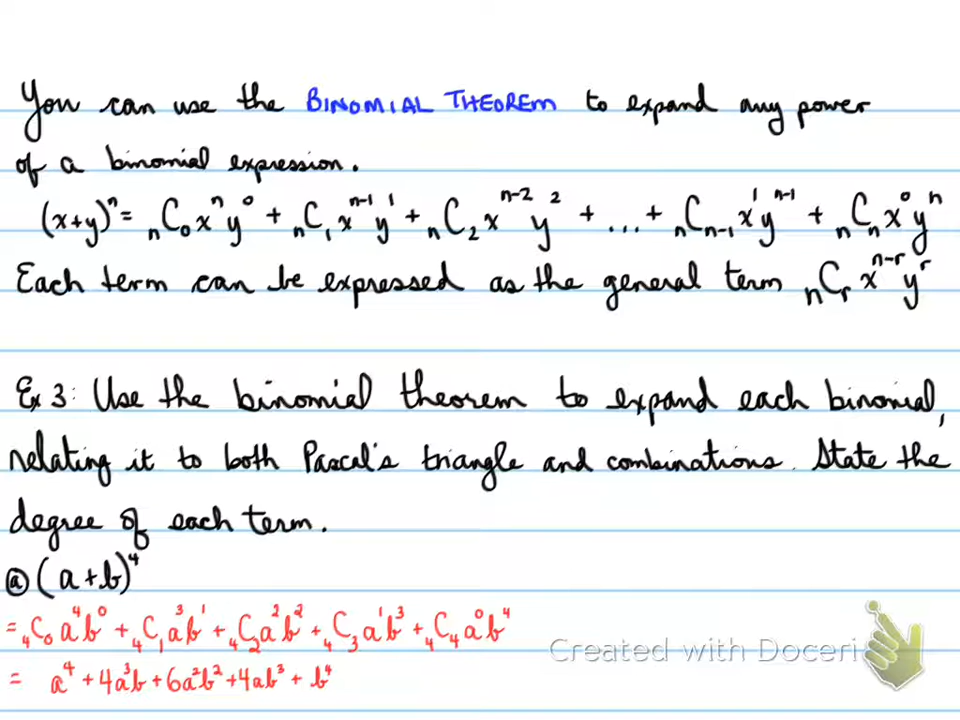 You can use the BINOMIAL THEOREM to expand any power
of a binomial expression.
(x+y)ⁿ = ₙC₀xⁿy⁰ + ₙC₁xⁿ⁻¹y¹ + ₙC₂xⁿ⁻²y² + ... + ₙCₙ₋₁x¹yⁿ⁻¹ + ₙCₙx⁰yⁿ
Each term can be expressed as the general term ₙCᵣxⁿ⁻ʳyʳ
Ex 3: Use the binomial theorem to expand each binomial,
relating it to both Pascal's triangle and combinations. State the
degree of each term.
ⓐ (a+b)⁴
= ₄C₀a⁴b⁰ + ₄C₁a³b¹ + ₄C₂a²b² + ₄C₃a¹b³ + ₄C₄a⁰b⁴
Created with Doceri
= a⁴ + 4a³b + 6a²b² + 4ab³ + b⁴